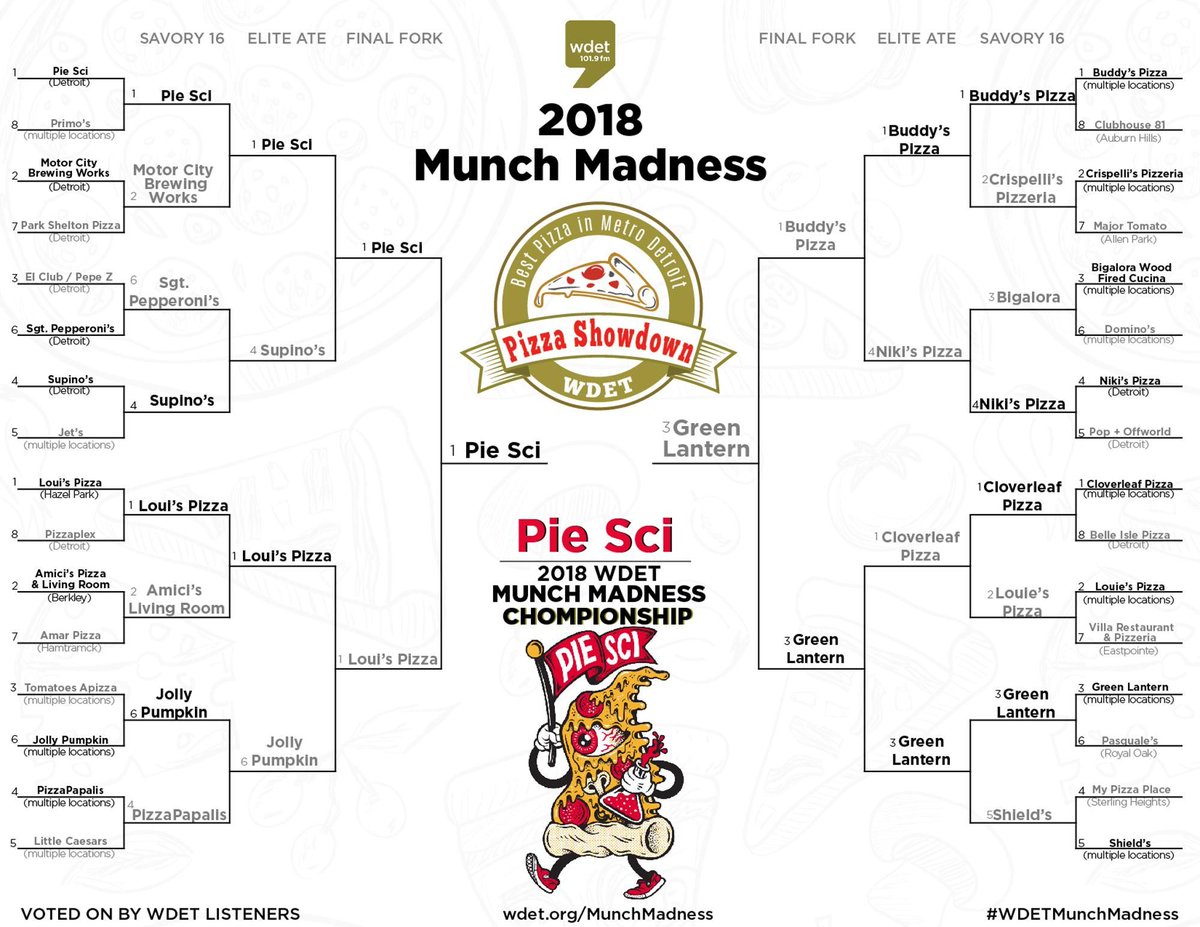 SAVORY 16
ELITE ATE
FINAL FORK
wdet
101.9 fm
FINAL FORK
ELITE ATE
SAVORY 16
2018
Munch Madness
1 Pie Sci
(Detroit)
8 Primo's
(multiple locations)
2 Motor City
Brewing Works
(Detroit)
7 Park Shelton Pizza
(Detroit)
3 El Club / Pepe Z
(Detroit)
6 Sgt. Pepperoni's
(Detroit)
4 Supino's
(Detroit)
5 Jet's
(multiple locations)
1 Loui's Pizza
(Hazel Park)
8 Pizzaplex
(Detroit)
2 Amici's Pizza
& Living Room
(Berkley)
7 Amar Pizza
(Hamtramck)
3 Tomatoes Apizza
(multiple locations)
6 Jolly Pumpkin
(multiple locations)
4 PizzaPapalis
(multiple locations)
5 Little Caesars
(multiple locations)
1 Pie Sci
2 Motor City
Brewing
Works
6 Sgt.
Pepperoni's
4 Supino's
1 Loui's Pizza
2 Amici's
Living Room
Jolly
6 Pumpkin
4
PizzaPapalis
1 Pie Sci
4 Supino's
1 Loui's Pizza
Jolly
6 Pumpkin
1 Pie Sci
1 Loui's Pizza
1 Pie Sci
Best Pizza in Metro Detroit
Pizza Showdown
WDET
3 Green
Lantern
Pie Sci
2018 WDET
MUNCH MADNESS
CHOMPIONSHIP
PIE SCI
1 Buddy's
Pizza
3 Green
Lantern
1 Buddy's
Pizza
4 Niki's Pizza
1 Cloverleaf
Pizza
3 Green
Lantern
1 Buddy's Pizza
2 Crispelli's
Pizzeria
3 Bigalora
4 Niki's Pizza
1 Cloverleaf
Pizza
2 Louie's
Pizza
3 Green
Lantern
5 Shield's
1 Buddy's Pizza
(multiple locations)
8 Clubhouse 81
(Auburn Hills)
2 Crispelli's Pizzeria
(multiple locations)
7 Major Tomato
(Allen Park)
Bigalora Wood
3 Fired Cucina
(multiple locations)
6 Domino's
(multiple locations)
4 Niki's Pizza
(Detroit)
5 Pop + Offworld
(Detroit)
1 Cloverleaf Pizza
(multiple locations)
8 Belle Isle Pizza
(Detroit)
2 Louie's Pizza
(multiple locations)
Villa Restaurant
7 & Pizzeria
(Eastpointe)
3 Green Lantern
(multiple locations)
6 Pasquale's
(Royal Oak)
4 My Pizza Place
(Sterling Heights)
5 Shield's
(multiple locations)
VOTED ON BY WDET LISTENERS
wdet.org/MunchMadness
#WDETMunchMadness